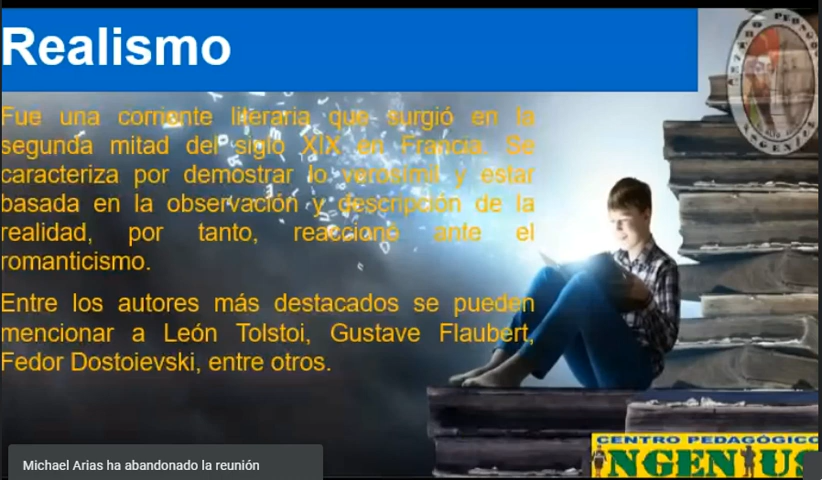 Realismo
Fue una corriente literaria que surgió en la
segunda mitad del siglo XIX en Francia. Se
caracteriza por demostrar lo verosímil y estar
basada en la observación y descripción de la
realidad, por tanto, reaccionó ante el
romanticismo.
Entre los autores más destacados se pueden
mencionar a León Tolstoi, Gustave Flaubert,
Fedor Dostoievski, entre otros.
CENTRO PEDAGÓGICO
INGENIUS
Michael Arias ha abandonado la reunión